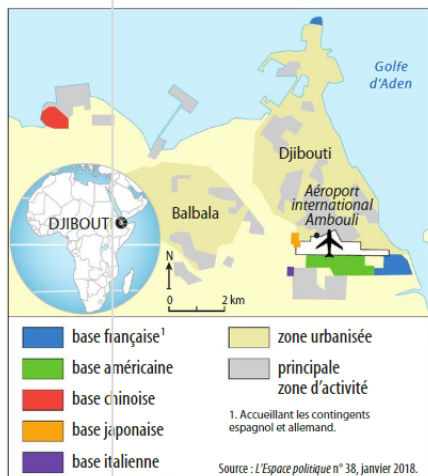 Golfe
d'Aden
Djibouti
Aéroport
international
Ambouli
Balbala
DJIBOUTI
N
0 2 km
base française¹
base américaine
base chinoise
base japonaise
base italienne
zone urbanisée
principale
zone d'activité
1. Accueillant les contingents
espagnol et allemand.
Source : L'Espace politique n° 38, janvier 2018.